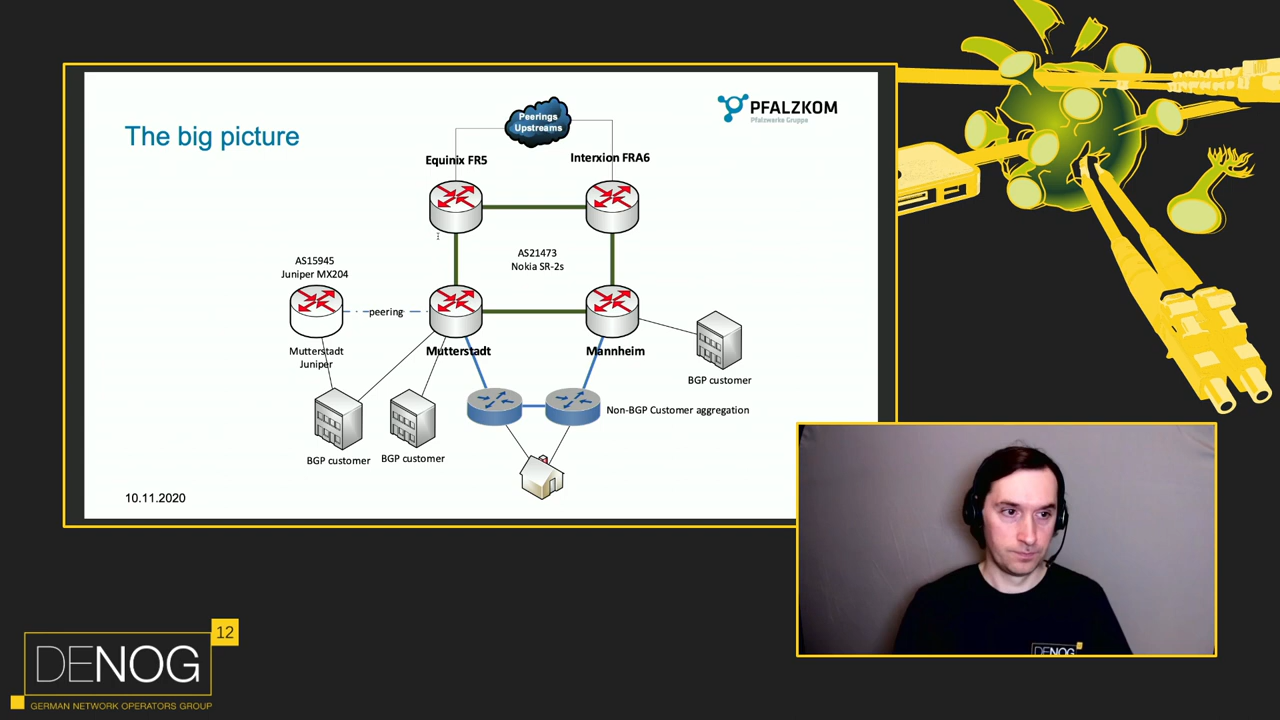 The big picture
PFALZKOM
Pfalzwerke Gruppe
Peerings
Upstreams
Equinix FR5
Interxion FRA6
AS21473
Nokia SR-2s
AS15945
Juniper MX204
peering
Mutterstadt
Juniper
Mutterstadt
Mannheim
BGP customer
Non-BGP Customer aggregation
BGP customer
BGP customer
10.11.2020
DENOG
12
GERMAN NETWORK OPERATORS GROUP
DENOG